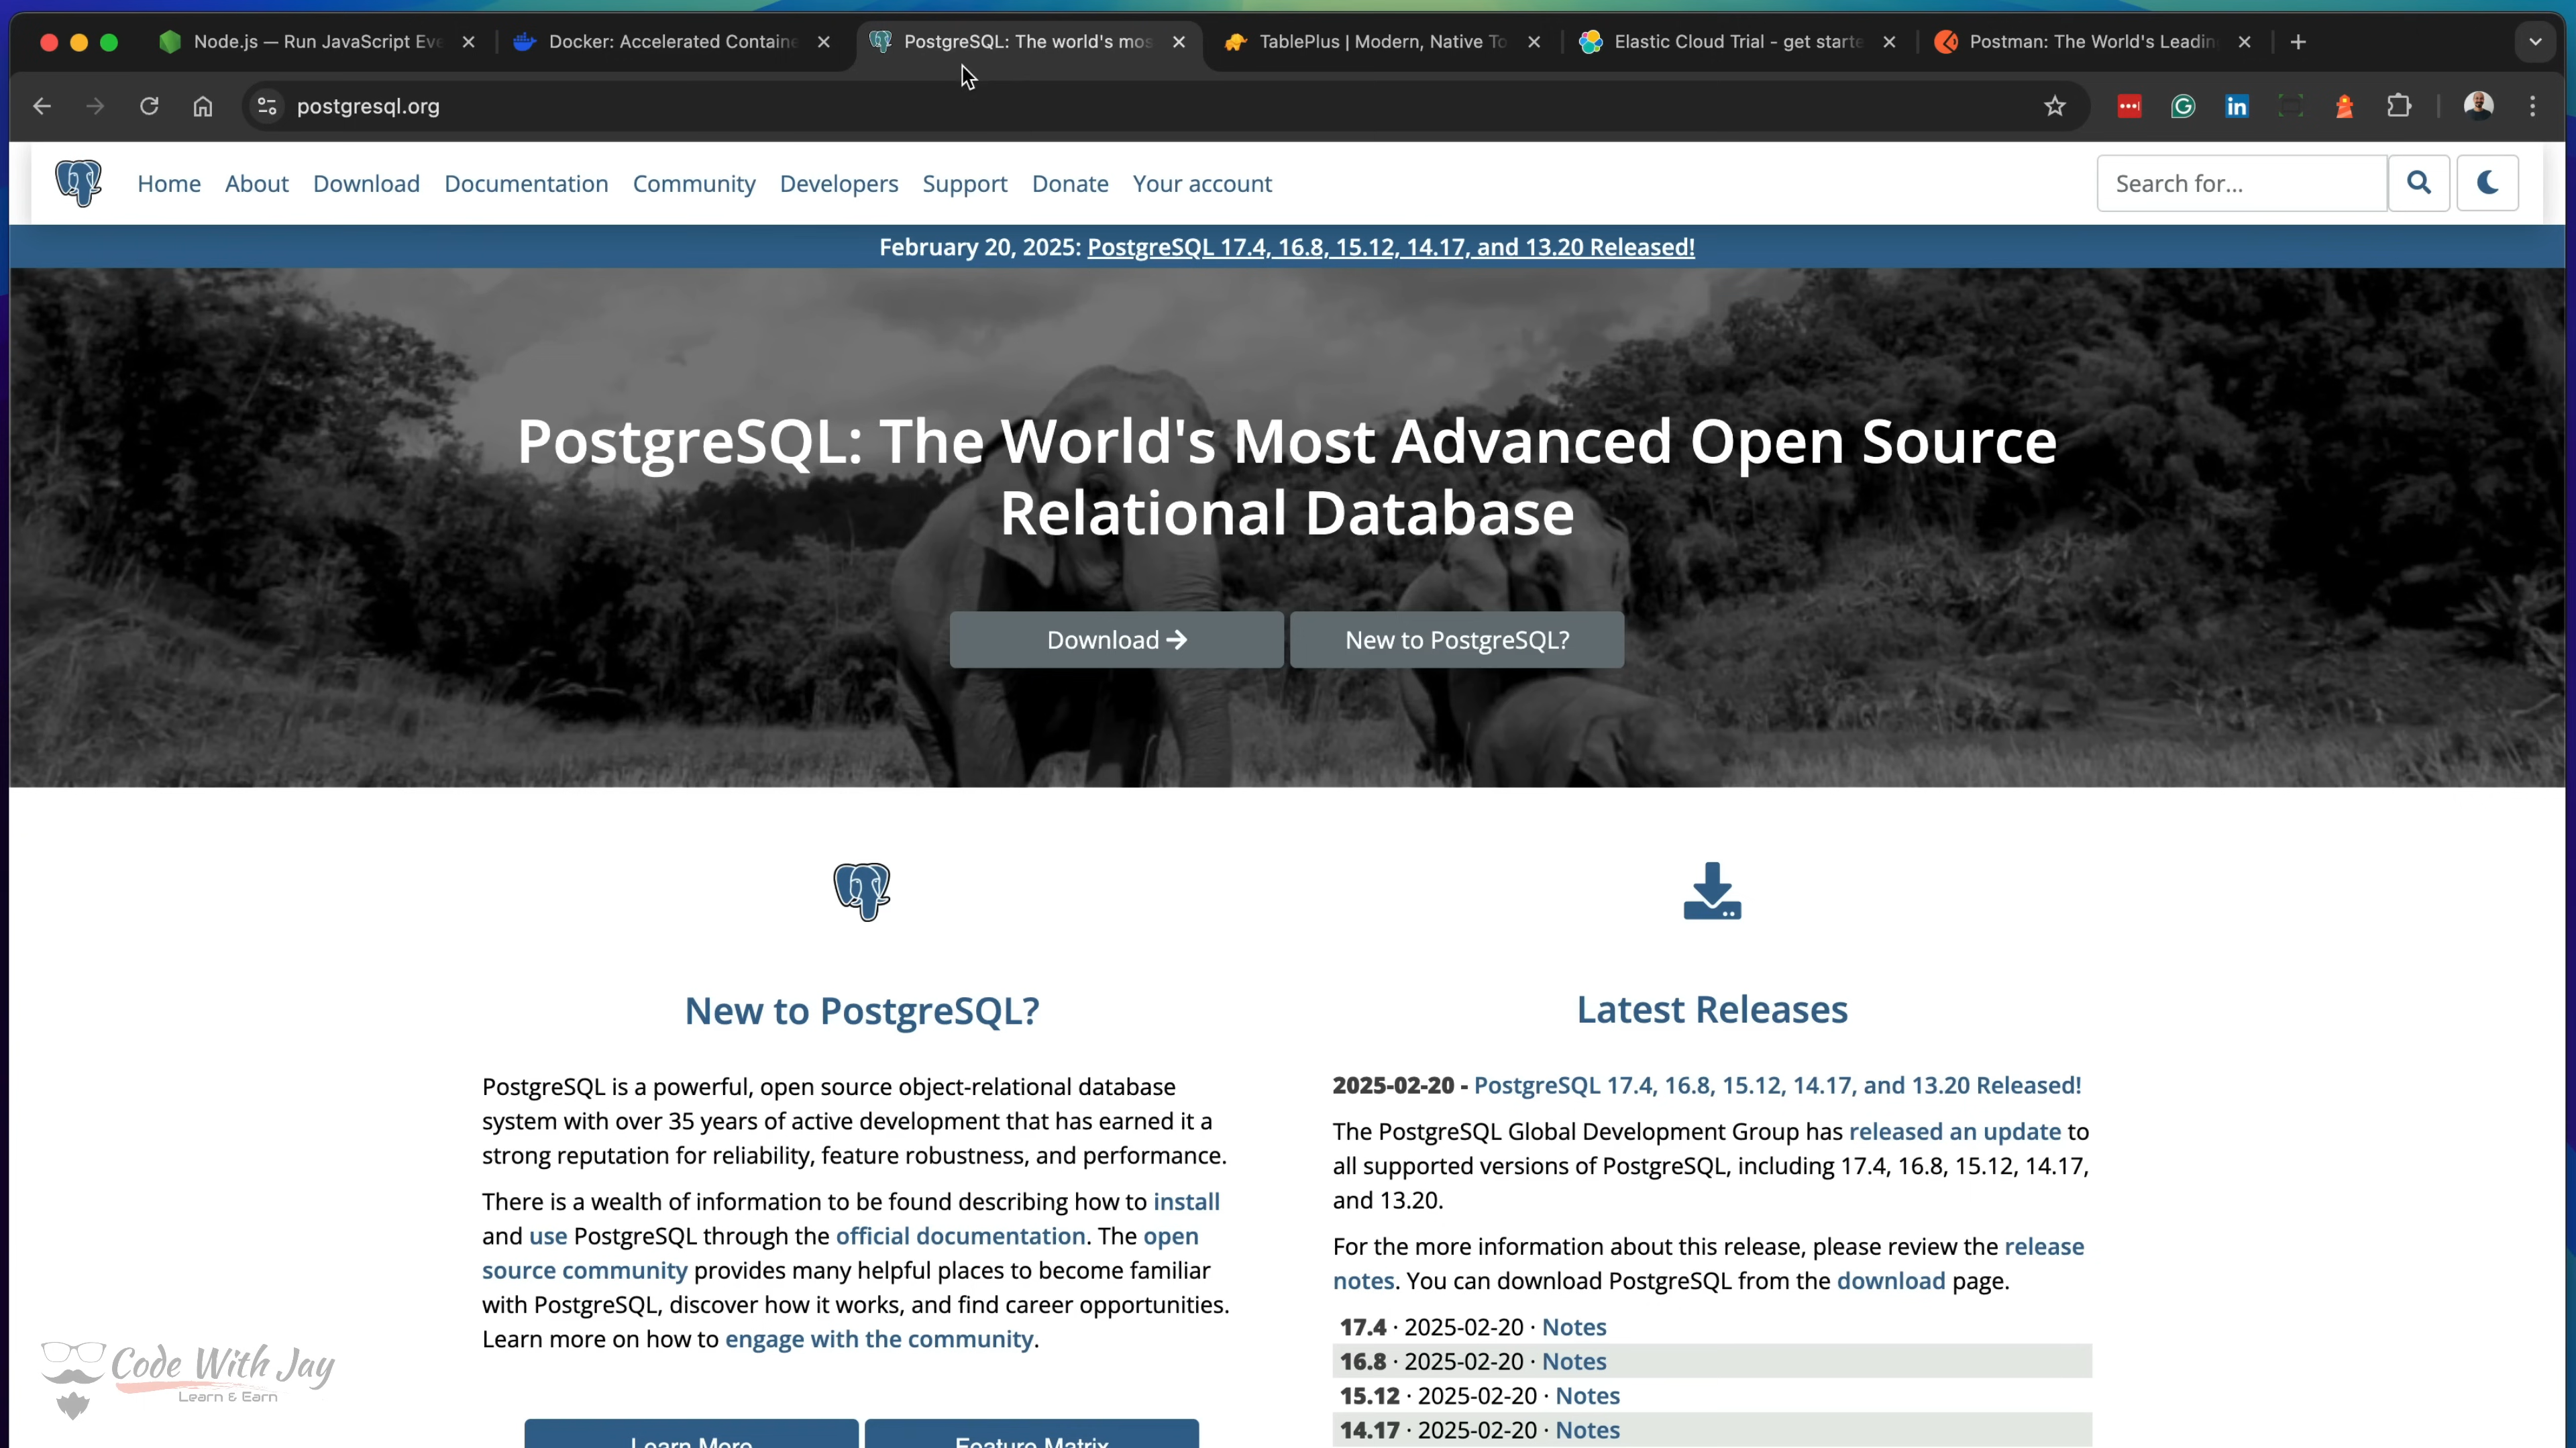 Node.js — Run JavaScript Eve
Docker: Accelerated Containe
PostgreSQL: The world's mos
TablePlus | Modern, Native To
Elastic Cloud Trial - get starte
Postman: The World's Leadin
postgresql.org
Home About Download Documentation Community Developers Support Donate Your account
Search for...
February 20, 2025: PostgreSQL 17.4, 16.8, 15.12, 14.17, and 13.20 Released!
PostgreSQL: The World's Most Advanced Open Source
Relational Database
Download
New to PostgreSQL?
New to PostgreSQL?
PostgreSQL is a powerful, open source object-relational database
system with over 35 years of active development that has earned it a
strong reputation for reliability, feature robustness, and performance.
There is a wealth of information to be found describing how to install
and use PostgreSQL through the official documentation. The open
source community provides many helpful places to become familiar
with PostgreSQL, discover how it works, and find career opportunities.
Learn more on how to engage with the community.
Learn More
Feature Matrix
Latest Releases
2025-02-20 - PostgreSQL 17.4, 16.8, 15.12, 14.17, and 13.20 Released!
The PostgreSQL Global Development Group has released an update to
all supported versions of PostgreSQL, including 17.4, 16.8, 15.12, 14.17,
and 13.20.
For the more information about this release, please review the release
notes. You can download PostgreSQL from the download page.
17.4 · 2025-02-20 · Notes
16.8 · 2025-02-20 · Notes
15.12 · 2025-02-20 · Notes
14.17 · 2025-02-20 · Notes
Code With Jay
Learn & Earn